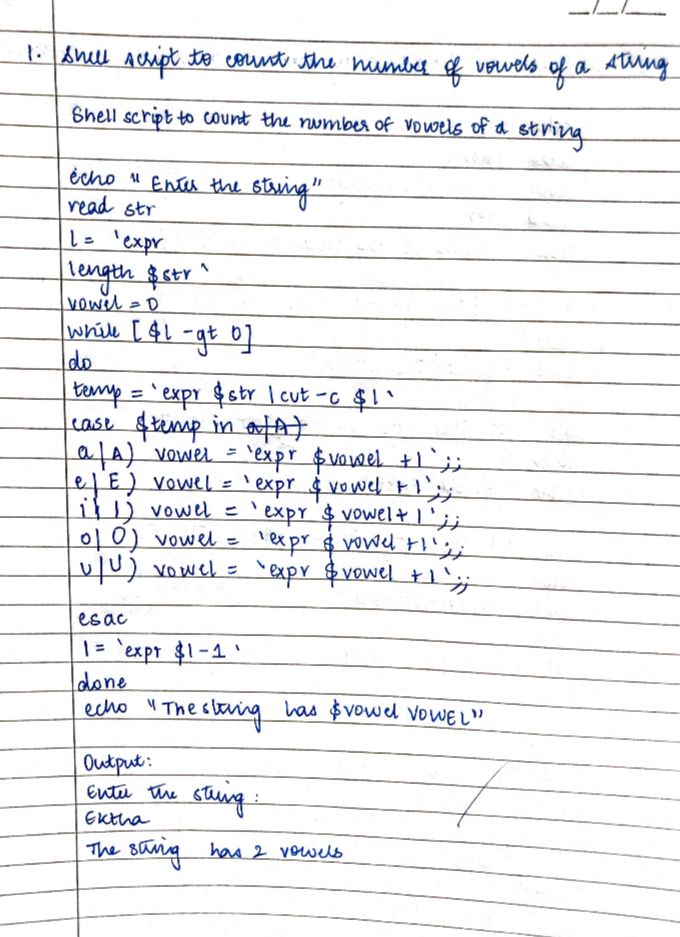 1. Shell script to count the number of vowels of a string
Shell script to count the number of vowels of a string
echo "Enter the string"
read str
l = `expr
length $str `
vowel = 0
while [ $l -gt 0]
do
temp = `expr $str | cut -c $l `
case $temp in a|A)
a|A) vowel = `expr $vowel +1`;;
e|E) vowel = `expr $vowel +1`;;
i|I) vowel = `expr $vowel+1`;;
o|O) vowel = `expr $vowel +1`;;
u|U) vowel = `expr $vowel +1`;;
esac
l = `expr $l-1`
done
echo "The string has $vowel VOWEL"
Output:
Enter the string :
Ektha
The string has 2 vowels